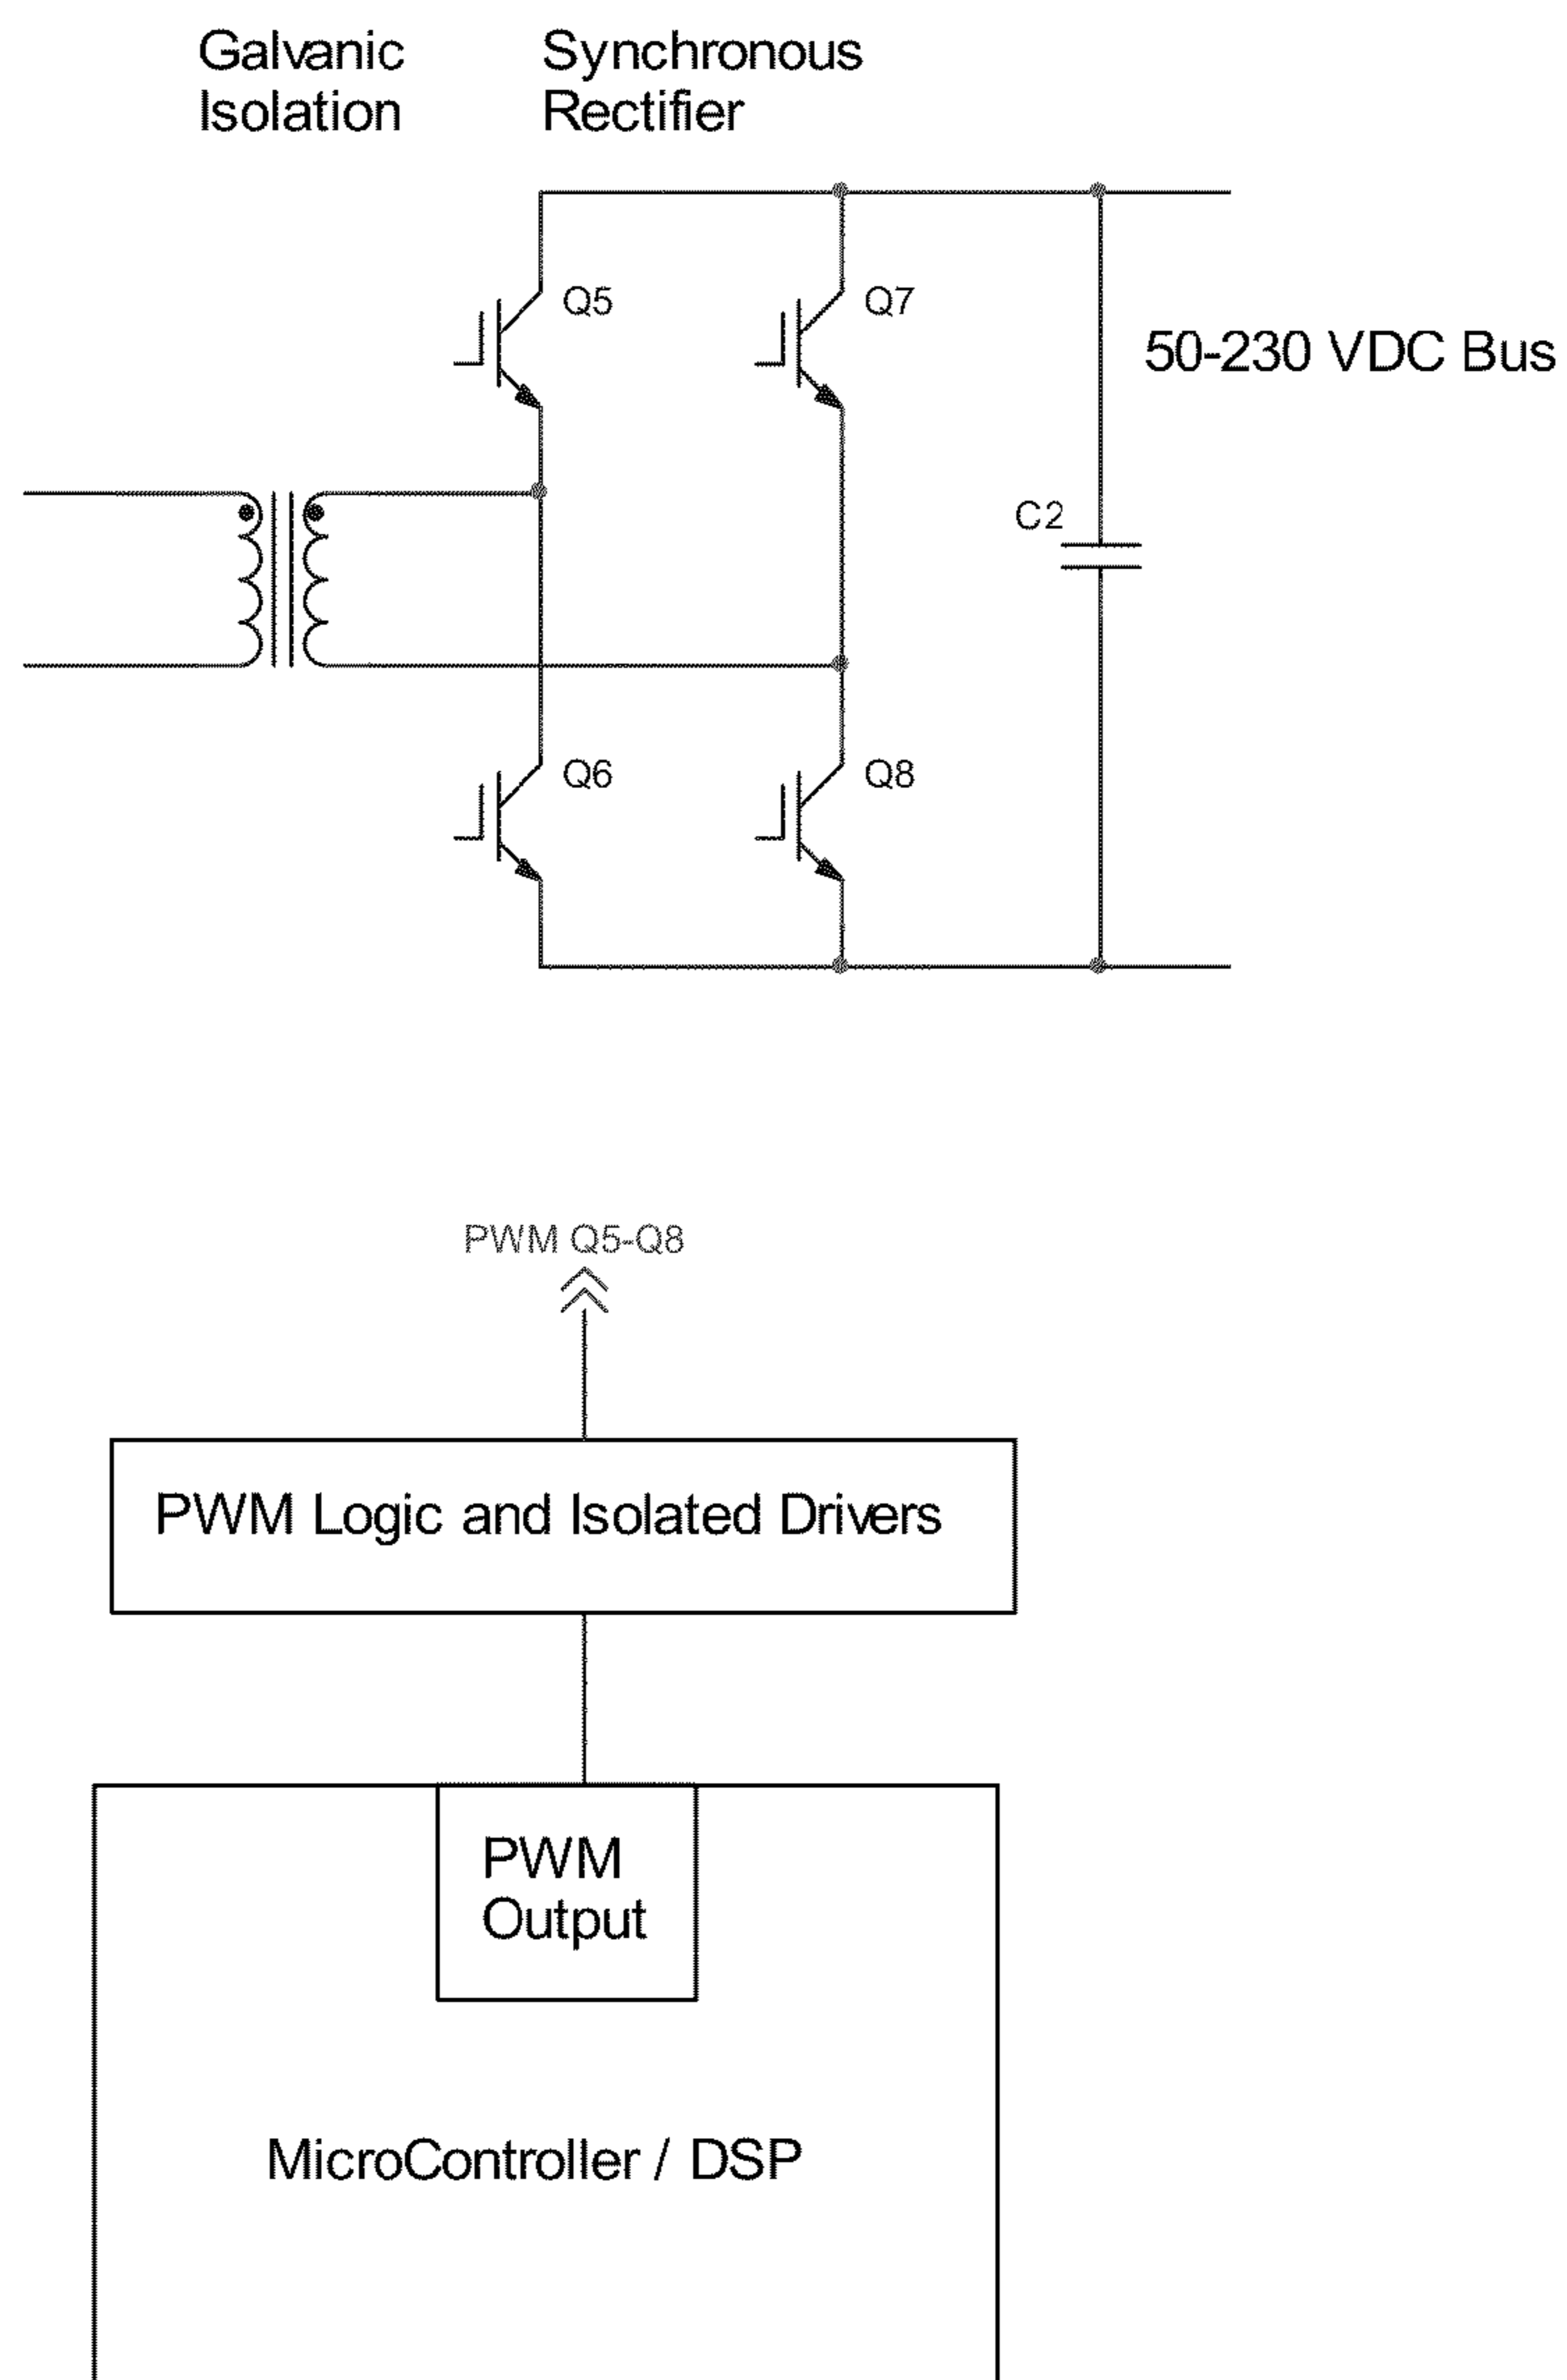 Galvanic
Isolation
Synchronous
Rectifier
Q5
Q7
50-230 VDC Bus
C2
Q6
Q8
PWM Q5-Q8
PWM Logic and Isolated Drivers
PWM
Output
MicroController / DSP